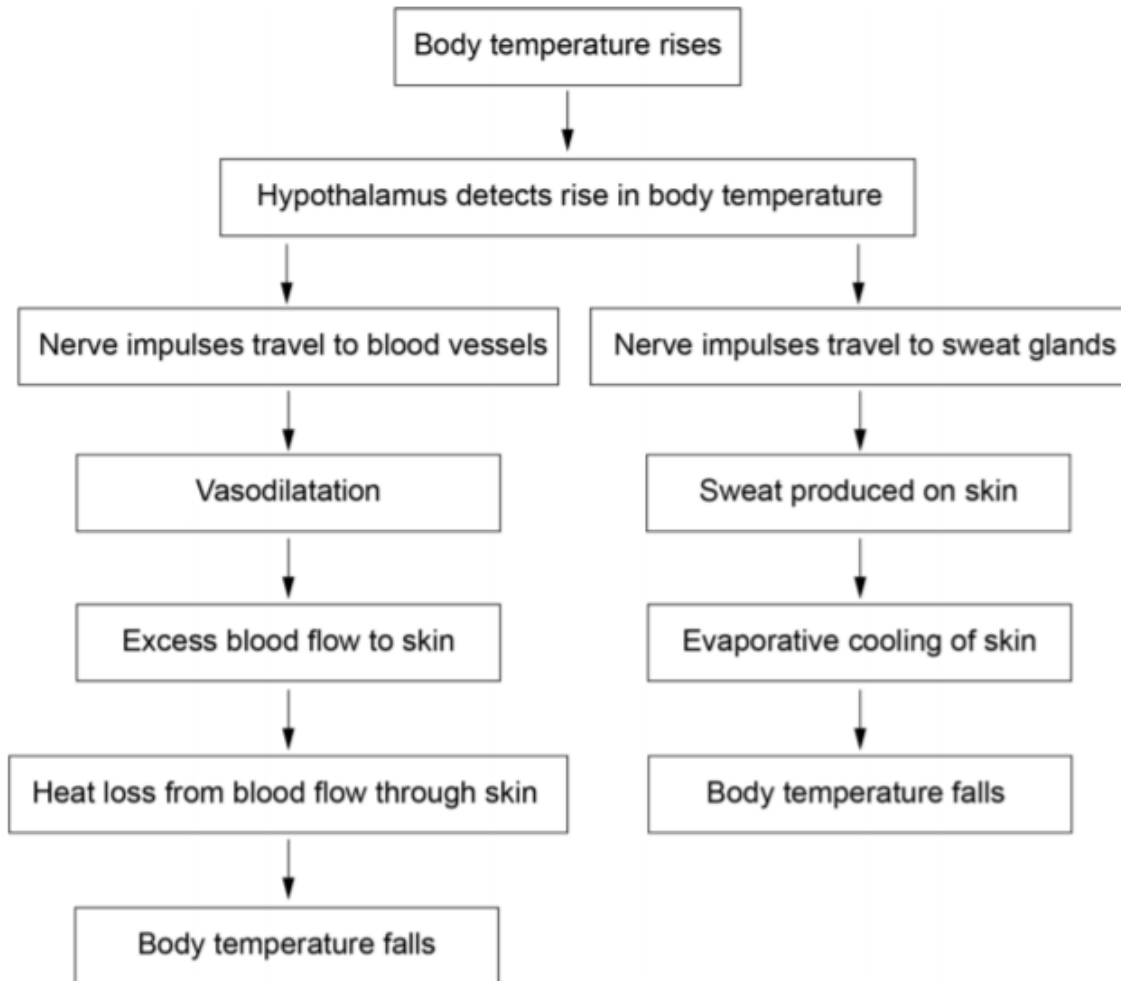 Body temperature rises
Hypothalamus detects rise in body temperature
Nerve impulses travel to blood vessels
Nerve impulses travel to sweat glands
Vasodilatation
Sweat produced on skin
Excess blood flow to skin
Evaporative cooling of skin
Heat loss from blood flow through skin
Body temperature falls
Body temperature falls